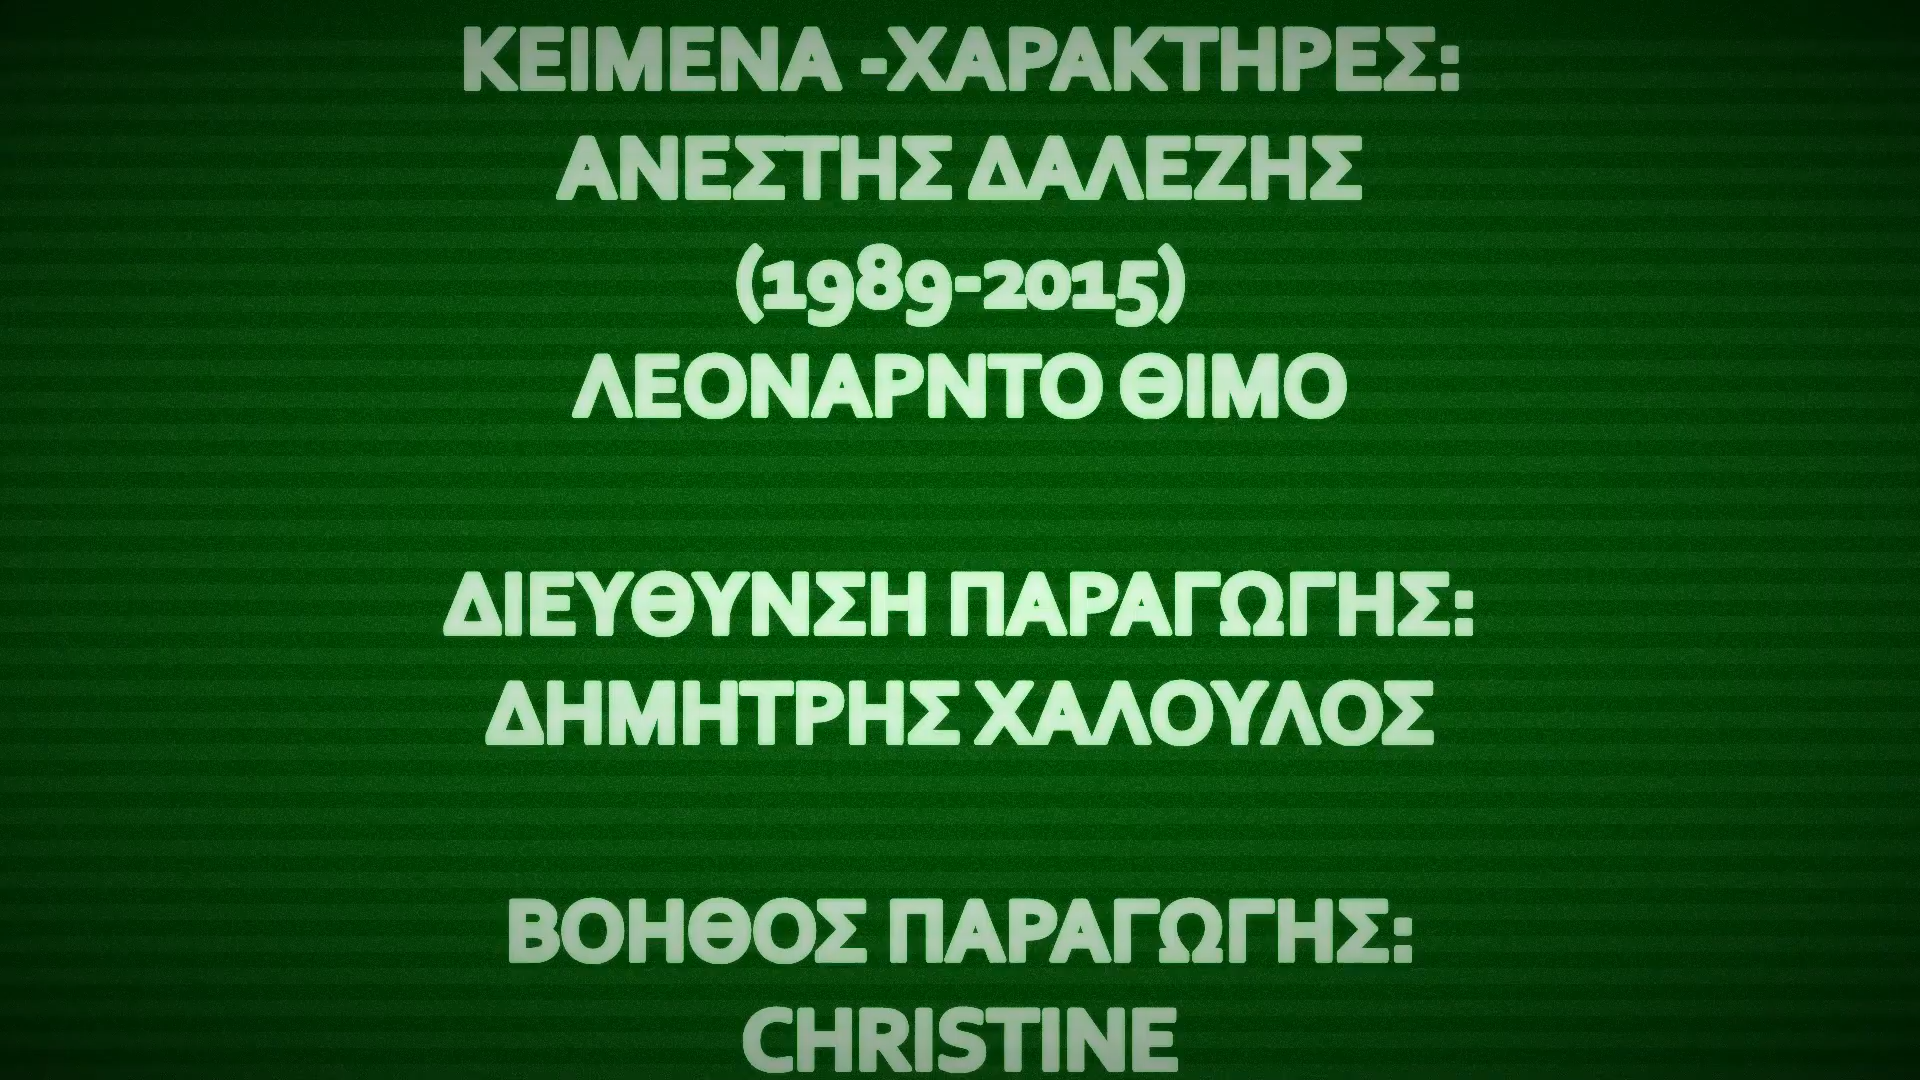 ΚΕΙΜΕΝΑ -ΧΑΡΑΚΤΗΡΕΣ:
ΑΝΕΣΤΗΣ ΔΑΛΕΖΗΣ
(1989-2015)
ΛΕΟΝΑΡΝΤΟ ΘΙΜΟ
ΔΙΕΥΘΥΝΣΗ ΠΑΡΑΓΩΓΗΣ:
ΔΗΜΗΤΡΗΣ ΧΑΛΟΥΛΟΣ
ΒΟΗΘΟΣ ΠΑΡΑΓΩΓΗΣ:
CHRISTINE